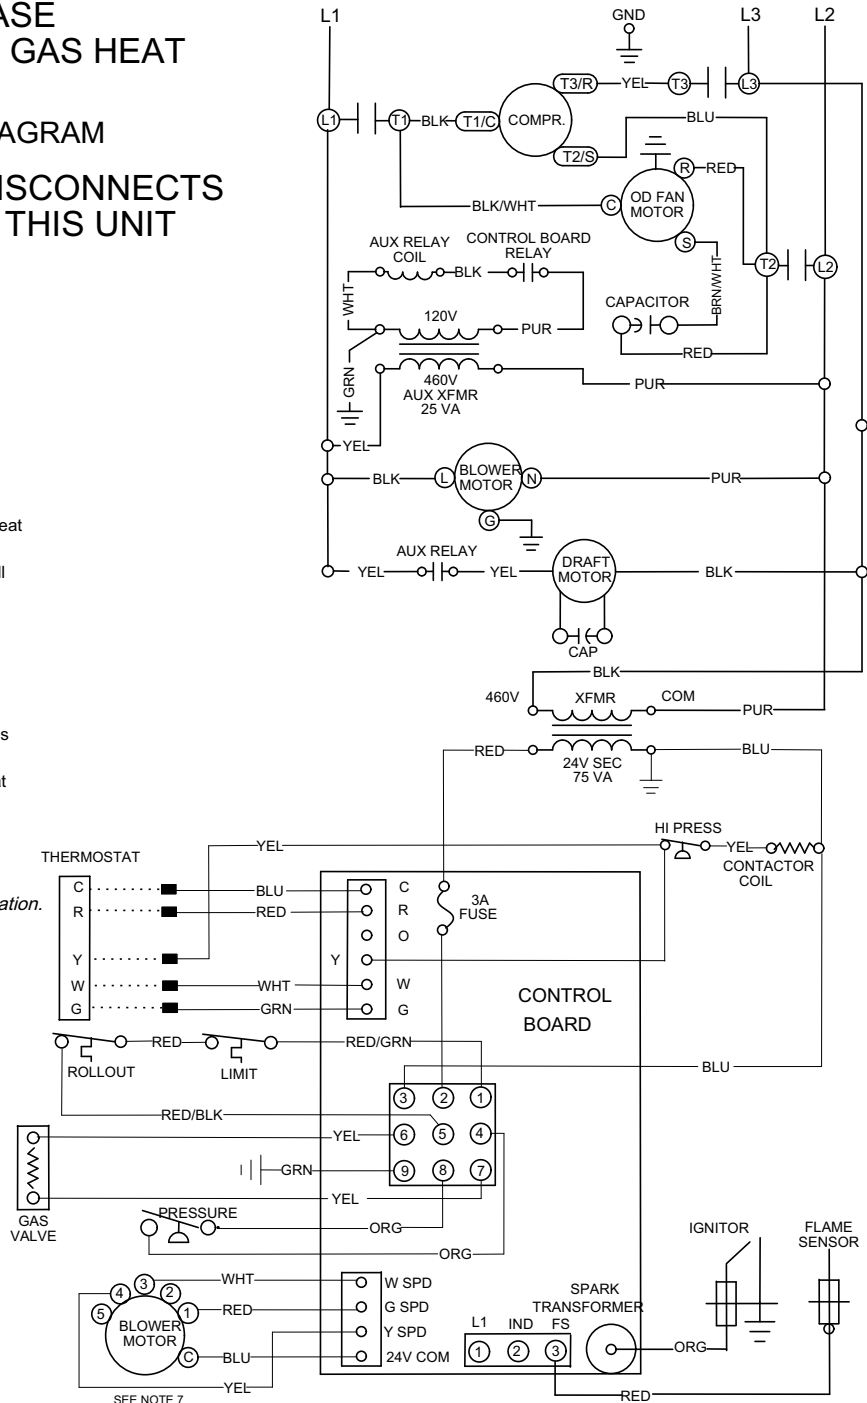 ASE
GAS HEAT
AGRAM
ISCONNECTS
THIS UNIT
L1
GND
L3
L2
T3/R
YEL
T3
L3
L1
T1
BLK
T1/C
COMPR.
BLU
T2/S
R
RED
BLK/WHT
C
OD FAN
MOTOR
S
AUX RELAY
COIL
CONTROL BOARD
RELAY
BLK
T2
L2
WHT
BRN/WHT
CAPACITOR
120V
PUR
RED
GRN
460V
AUX XFMR
25 VA
PUR
YEL
BLK
L
BLOWER
MOTOR
N
PUR
G
eat
AUX RELAY
YEL
YEL
DRAFT
MOTOR
BLK
ll
CAP
BLK
460V
XFMR
COM
PUR
s
RED
24V SEC
75 VA
BLU
at
HI PRESS
YEL
YEL
CONTACTOR
COIL
THERMOSTAT
C
BLU
C
3A
FUSE
ation.
R
RED
R
O
Y
Y
W
WHT
W
G
GRN
G
CONTROL
BOARD
RED
RED/GRN
ROLLOUT
LIMIT
BLU
3
2
1
RED/BLK
YEL
6
5
4
GRN
9
8
7
YEL
GAS
VALVE
PRESSURE
ORG
ORG
IGNITOR
FLAME
SENSOR
WHT
W SPD
4
3
2
5
1
RED
G SPD
SPARK
TRANSFORMER
BLOWER
MOTOR
Y SPD
L1
IND
FS
C
BLU
24V COM
1
2
3
ORG
YEL
RED
SEE NOTE 7